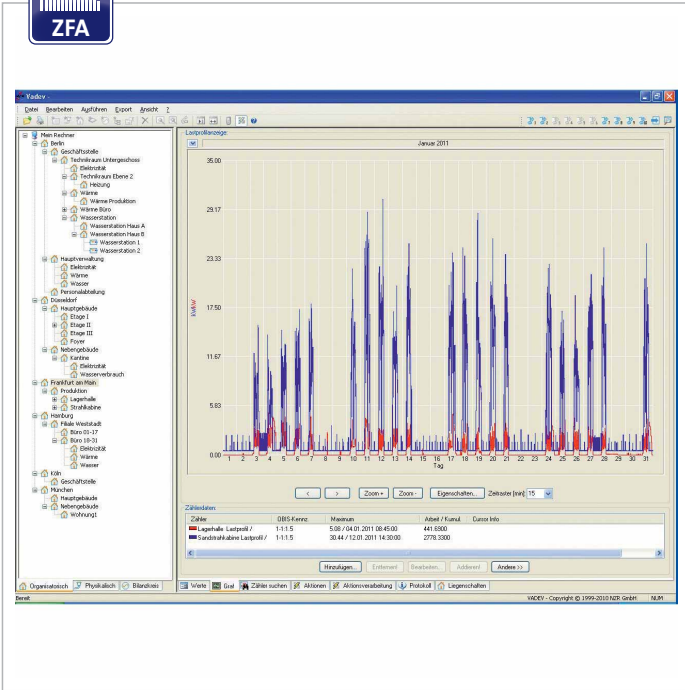 ZFA
Vadev -
Datei Bearbeiten Ausführen Export Ansicht ?
Mein Rechner
Berlin
Geschäftsstelle
Technikraum Untergeschoss
Elektrizität
Technikraum Ebene 2
Heizung
Wärme
Wärme Produktion
Wärme Büro
Wasserstation
Wasserstation Haus A
Wasserstation Haus B
Wasserstation 1
Wasserstation 2
Hauptverwaltung
Elektrizität
Wärme
Wasser
Personalabteilung
Düsseldorf
Hauptgebäude
Etage I
Etage II
Etage III
Foyer
Nebengebäude
Kantine
Elektrizität
Wasserverbrauch
Frankfurt am Main
Produktion
Lagerhalle
Strahlkabine
Hamburg
Filiale Weststadt
Büro 01-17
Büro 18-31
Elektrizität
Wärme
Wasser
Köln
Geschäftsstelle
München
Hauptgebäude
Nebengebäude
Wohnung1
Organisatorisch Physikalisch Bilanzkreis
Lastprofilanzeige:
Januar 2011
35.00
29.17
23.33
17.50
11.67
5.83
0.00
kW/kW
1 2 3 4 5 6 7 8 9 10 11 12 13 14 15 16 17 18 19 20 21 22 23 24 25 26 27 28 29 30 31
Tag
< > Zoom + Zoom - Eigenschaften... Zeitraster [min]: 15
Zählerdaten:
Zähler OBIS-Kennz. Maximum Arbeit / Kumul. Cursor Info
Lagerhalle: Lastprofil / 1-1:1.5 5.08 / 04.01.2011 08:45:00 441.6900
Sandstrahlkabine Lastprofil / 1-1:1.5 30.44 / 12.01.2011 14:30:00 2778.3300
Hinzufügen... Entfernen! Bearbeiten... Addieren! Andere >>
Werte Graf Zähler suchen Aktionen Aktionsverarbeitung Protokoll Liegenschaften
Bereit VADEV - Copyright © 1999-2010 NZR GmbH NUM